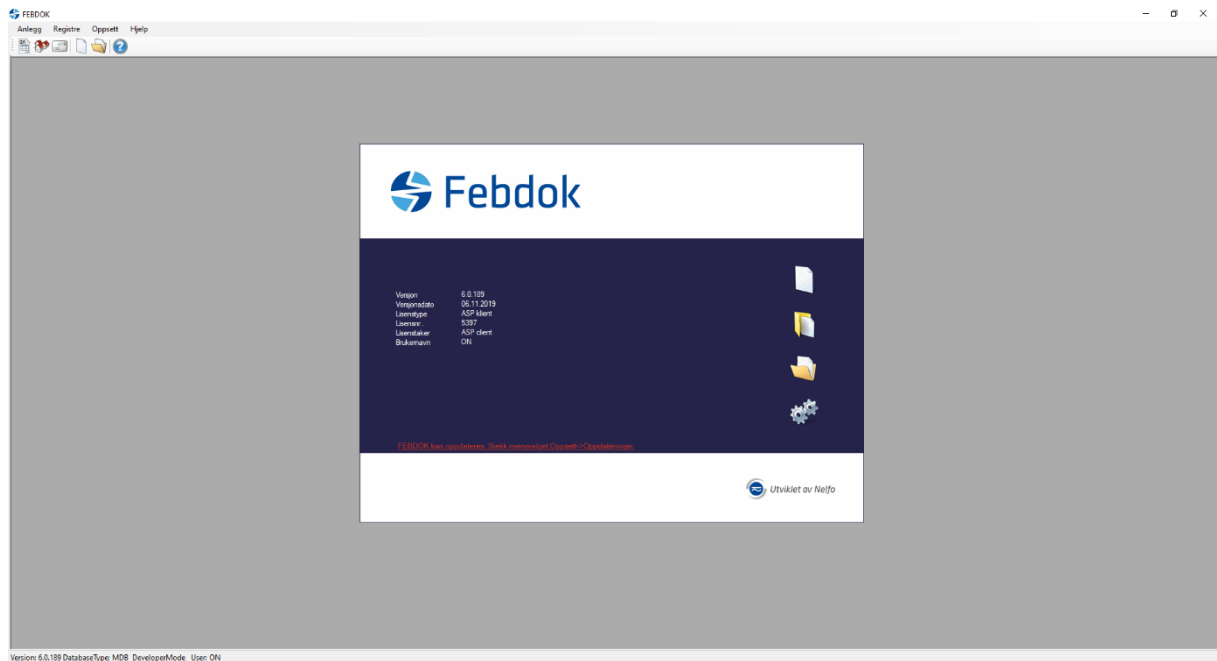 FEBDOK
Anlegg Registre Oppsett Hjelp
Febdok
Versjon 6.0.189
Versjonsdato 06.11.2019
Lisenstype ASP klient
Lisensnr.. 5397
Lisenstaker ASP client
Brukernavn ON
FEBDOK kan oppdateres. Sjekk menyvalget Oppsett->Oppdateringer
Utviklet av Nelfo
Version: 6.0.189 DatabaseType: MDB DeveloperMode User: ON